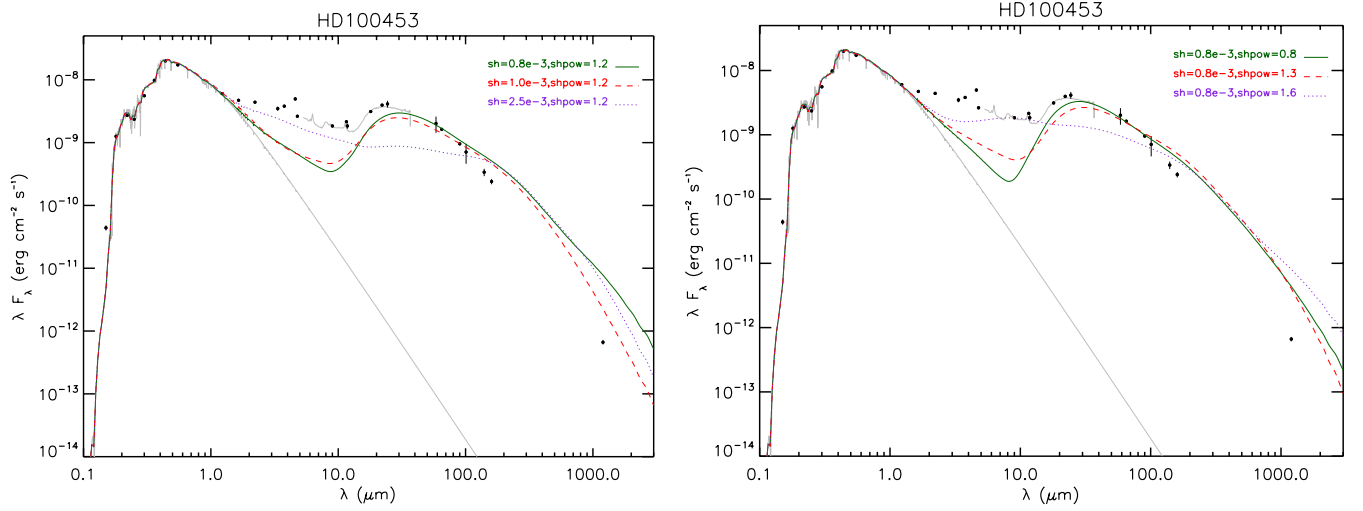 HD100453
sh=0.8e-3,shpow=1.2
sh=1.0e-3,shpow=1.2
sh=2.5e-3,shpow=1.2
10⁻⁸
10⁻⁹
10⁻¹⁰
10⁻¹¹
10⁻¹²
10⁻¹³
10⁻¹⁴
λ F_λ (erg cm⁻² s⁻¹)
0.1 1.0 10.0 100.0 1000.0
λ (μm)
HD100453
sh=0.8e-3,shpow=0.8
sh=0.8e-3,shpow=1.3
sh=0.8e-3,shpow=1.6
10⁻⁸
10⁻⁹
10⁻¹⁰
10⁻¹¹
10⁻¹²
10⁻¹³
10⁻¹⁴
λ F_λ (erg cm⁻² s⁻¹)
0.1 1.0 10.0 100.0 1000.0
λ (μm)